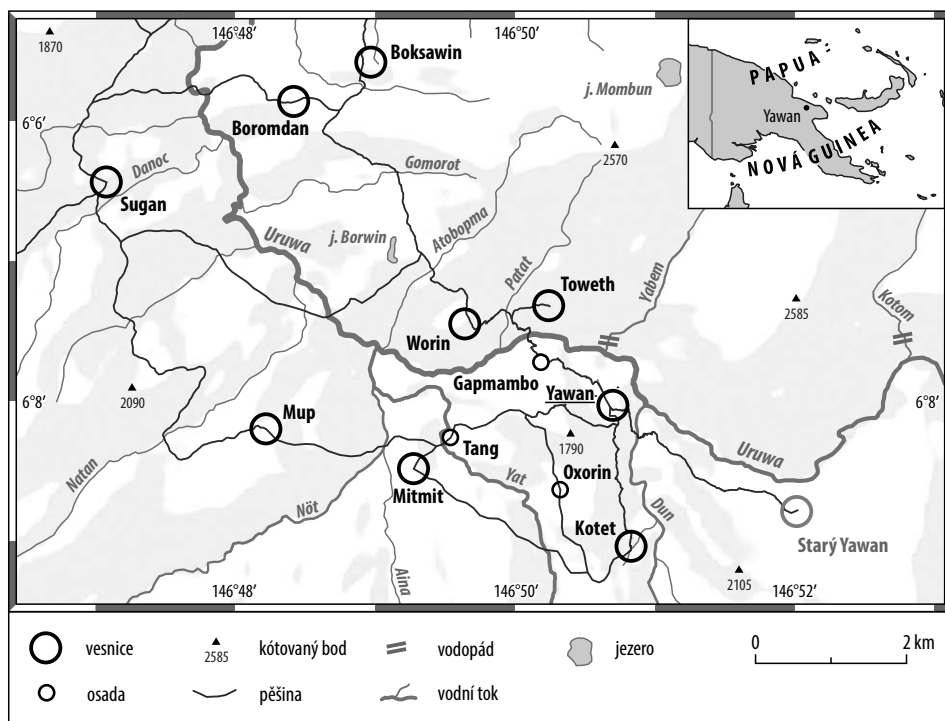 146°48′
146°50′
1870
Boksawin
Boromdan
j. Mombun
PAPUA-
Yawan
NOVÁ GUINEA
6°6′
Danoc
Sugan
Gomorot
2570
Uruwa
j. Borwin
Atobopma
Patat
Toweth
Yabem
2585
Kotom
Worin
Gapmambo
Yawan
2090
6°8′
6°8′
Mup
Tang
1790
Uruwa
Natan
Mitmit
Oxorin
Yat
Nöt
Kotet
Dun
Starý Yawan
Aina
2105
146°48′
146°50′
146°52′
vesnice
2585
kótovaný bod
vodopád
jezero
0
2 km
osada
pěšina
vodní tok